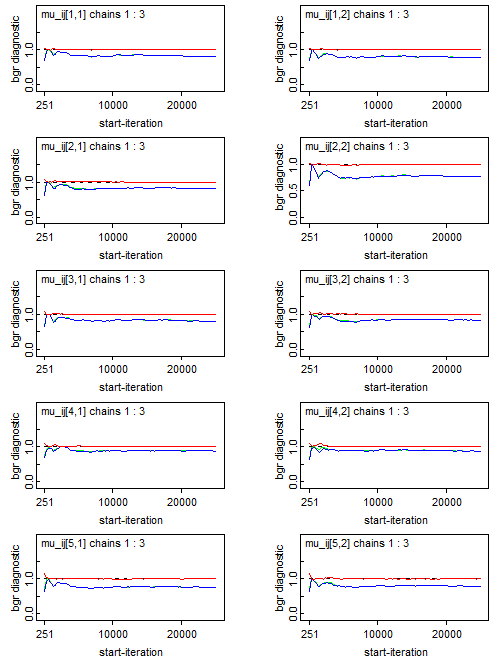 mu_ij[1,1] chains 1 : 3
bgr diagnostic
0.0 1.0
251 10000 20000
start-iteration
mu_ij[1,2] chains 1 : 3
bgr diagnostic
0.0 1.0
251 10000 20000
start-iteration
mu_ij[2,1] chains 1 : 3
bgr diagnostic
0.0 1.0
251 10000 20000
start-iteration
mu_ij[2,2] chains 1 : 3
bgr diagnostic
0.0 0.5 1.0
251 10000 20000
start-iteration
mu_ij[3,1] chains 1 : 3
bgr diagnostic
0.0 1.0
251 10000 20000
start-iteration
mu_ij[3,2] chains 1 : 3
bgr diagnostic
0.0 1.0
251 10000 20000
start-iteration
mu_ij[4,1] chains 1 : 3
bgr diagnostic
0.0 1.0
251 10000 20000
start-iteration
mu_ij[4,2] chains 1 : 3
bgr diagnostic
0.0 1.0
251 10000 20000
start-iteration
mu_ij[5,1] chains 1 : 3
bgr diagnostic
0.0 1.0
251 10000 20000
start-iteration
mu_ij[5,2] chains 1 : 3
bgr diagnostic
0.0 1.0
251 10000 20000
start-iteration